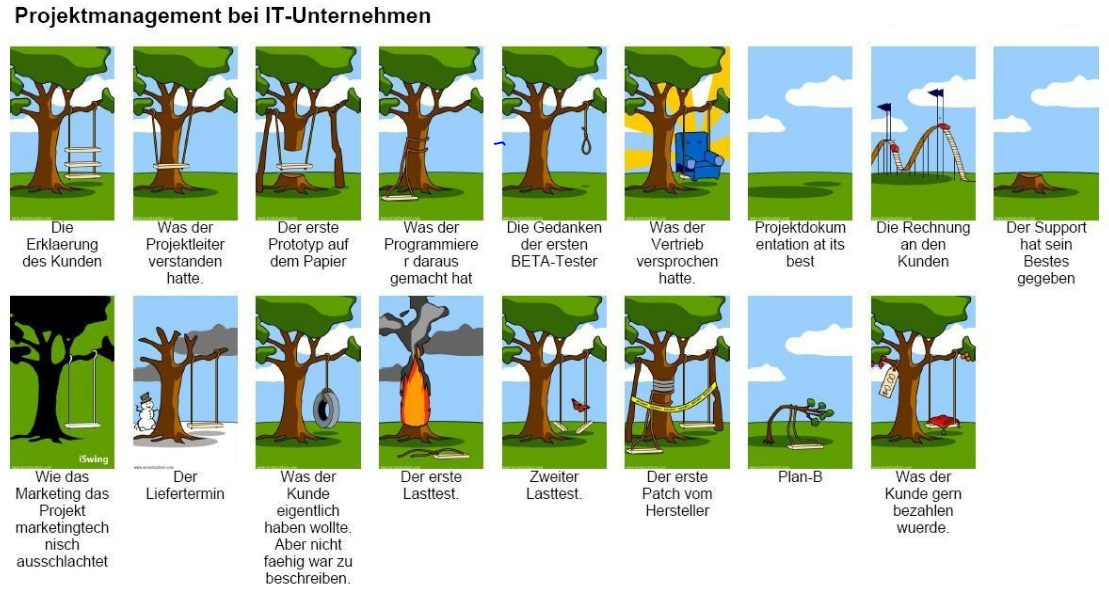 Projektmanagement bei IT-Unternehmen
Die
Erklaerung
des Kunden
Was der
Projektleiter
verstanden
hatte.
Der erste
Prototyp auf
dem Papier
Was der
Programmiere
r daraus
gemacht hat
Die Gedanken
der ersten
BETA-Tester
Was der
Vertrieb
versprochen
hatte.
Projektdokum
entation at its
best
Die Rechnung
an den
Kunden
Der Support
hat sein
Bestes
gegeben
iSwing
$0.00
Wie das
Marketing das
Projekt
marketingtech
nisch
ausschlachtet
Der
Liefertermin
Was der
Kunde
eigentlich
haben wollte.
Aber nicht
faehig war zu
beschreiben.
Der erste
Lasttest.
Zweiter
Lasttest.
Der erste
Patch vom
Hersteller
Plan-B
Was der
Kunde gern
bezahlen
wuerde.